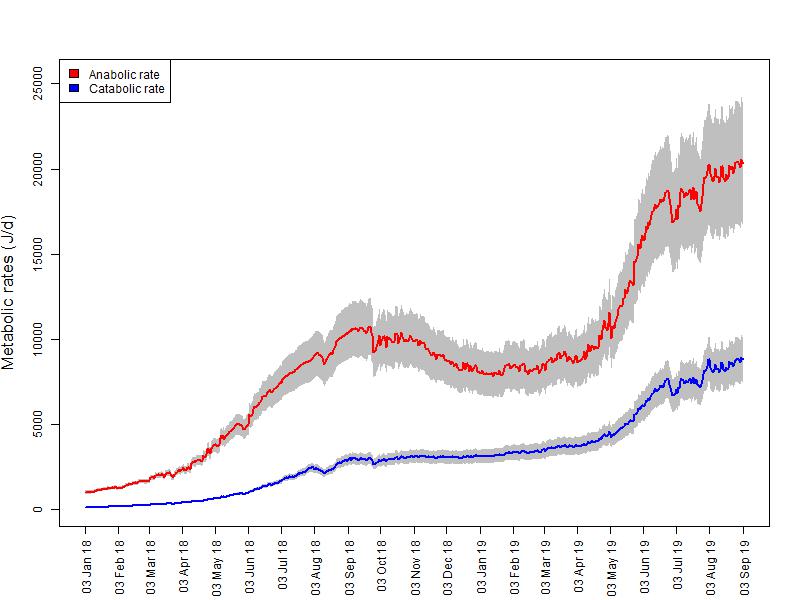 Anabolic rate
Catabolic rate
Metabolic rates (J/d)
25000
20000
15000
10000
5000
0
03 Jan 18
03 Feb 18
03 Mar 18
03 Apr 18
03 May 18
03 Jun 18
03 Jul 18
03 Aug 18
03 Sep 18
03 Oct 18
03 Nov 18
03 Dec 18
03 Jan 19
03 Feb 19
03 Mar 19
03 Apr 19
03 May 19
03 Jun 19
03 Jul 19
03 Aug 19
03 Sep 19